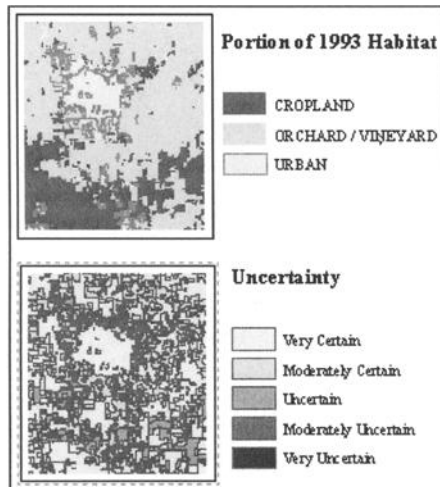 Portion of 1993 Habitat
CROPLAND
ORCHARD / VINEYARD
URBAN
Uncertainty
Very Certain
Moderately Certain
Uncertain
Moderately Uncertain
Very Uncertain